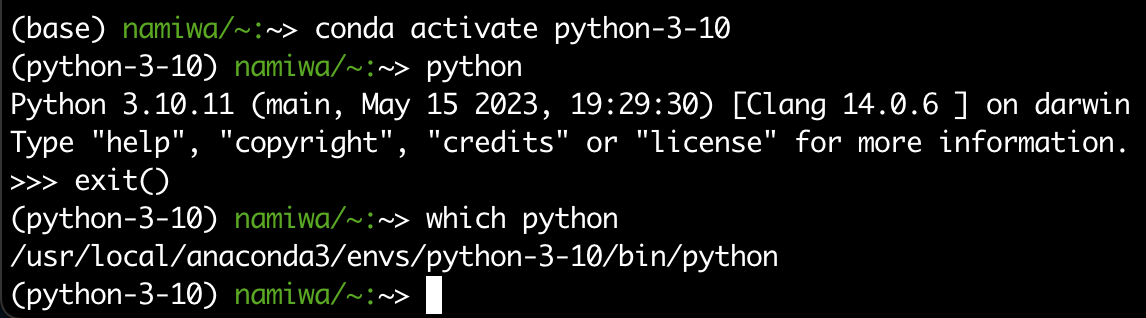 (base) namiwa/~:~> conda activate python-3-10
(python-3-10) namiwa/~:~> python
Python 3.10.11 (main, May 15 2023, 19:29:30) [Clang 14.0.6 ] on darwin
Type "help", "copyright", "credits" or "license" for more information.
>>> exit()
(python-3-10) namiwa/~:~> which python
/usr/local/anaconda3/envs/python-3-10/bin/python
(python-3-10) namiwa/~:~>